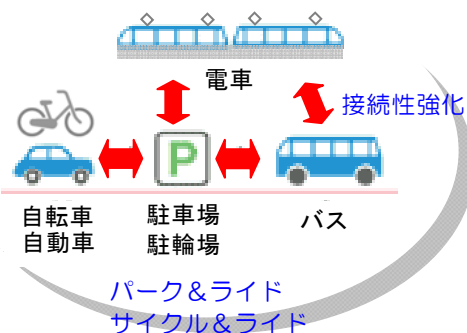 電車
接続性強化
P
自転車
自動車
駐車場
駐輪場
バス
パーク＆ライド
サイクル＆ライド